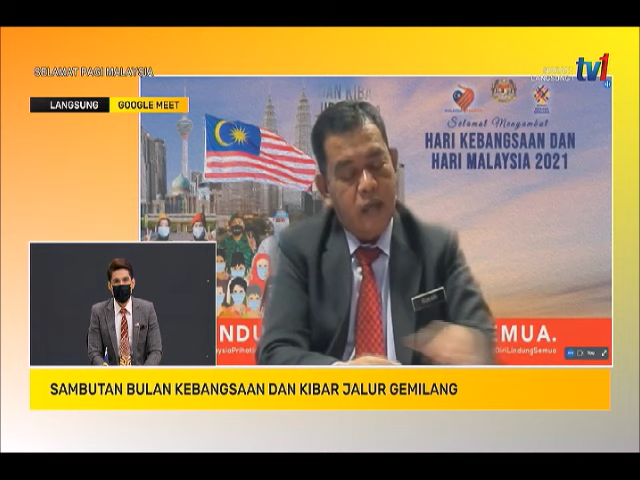 SELAMAT PAGI MALAYSIA
tv1
LANGSUNG
GOOGLE MEET
Selamat Menyambut
HARI KEBANGSAAN DAN
HARI MALAYSIA 2021
EMUA.
SAMBUTAN BULAN KEBANGSAAN DAN KIBAR JALUR GEMILANG